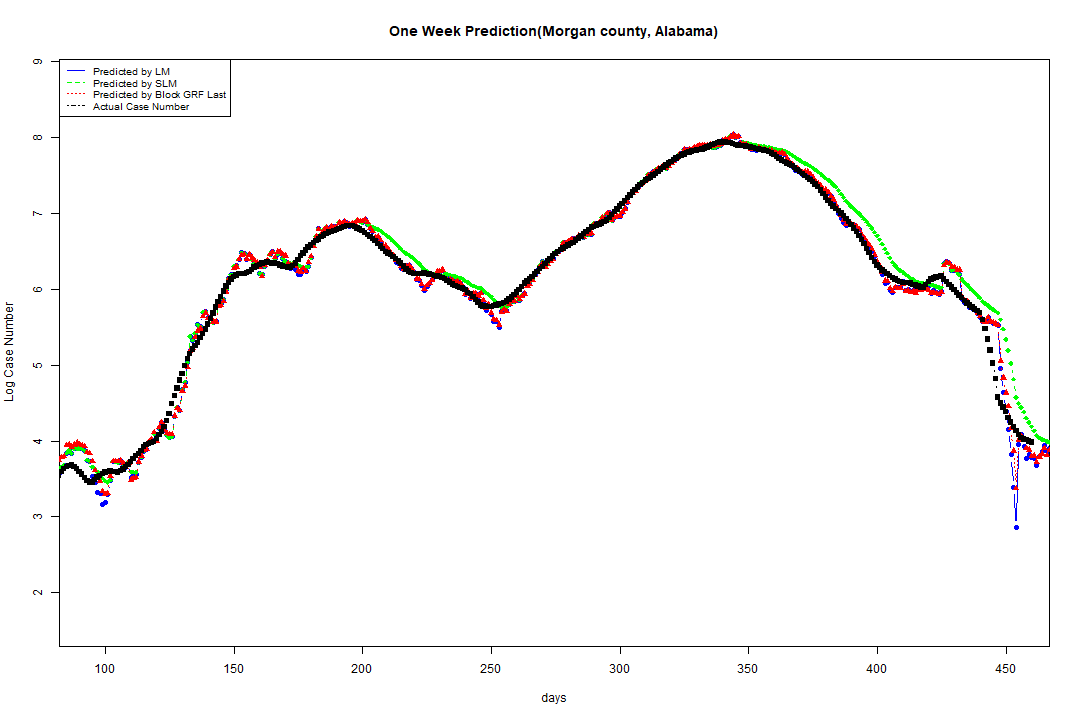 One Week Prediction(Morgan county, Alabama)
Predicted by LM
Predicted by SLM
Predicted by Block GRF Last
Actual Case Number
Log Case Number
9
8
7
6
5
4
3
2
100 150 200 250 300 350 400 450
days